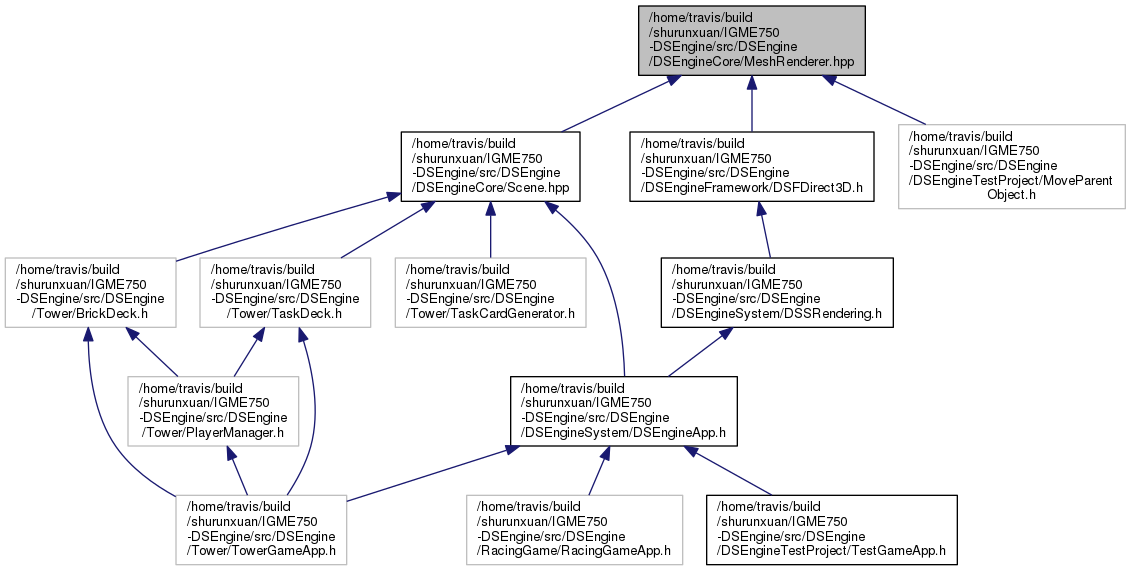 /home/travis/build
/shurunxuan/IGME750
-DSEngine/src/DSEngine
/DSEngineCore/MeshRenderer.hpp
/home/travis/build
/shurunxuan/IGME750
-DSEngine/src/DSEngine
/DSEngineCore/Scene.hpp
/home/travis/build
/shurunxuan/IGME750
-DSEngine/src/DSEngine
/DSEngineFramework/DSFDirect3D.h
/home/travis/build
/shurunxuan/IGME750
-DSEngine/src/DSEngine
/DSEngineTestProject/MoveParent
Object.h
/home/travis/build
/shurunxuan/IGME750
-DSEngine/src/DSEngine
/Tower/BrickDeck.h
/home/travis/build
/shurunxuan/IGME750
-DSEngine/src/DSEngine
/Tower/TaskDeck.h
/home/travis/build
/shurunxuan/IGME750
-DSEngine/src/DSEngine
/Tower/TaskCardGenerator.h
/home/travis/build
/shurunxuan/IGME750
-DSEngine/src/DSEngine
/DSEngineSystem/DSSRendering.h
/home/travis/build
/shurunxuan/IGME750
-DSEngine/src/DSEngine
/Tower/PlayerManager.h
/home/travis/build
/shurunxuan/IGME750
-DSEngine/src/DSEngine
/DSEngineSystem/DSEngineApp.h
/home/travis/build
/shurunxuan/IGME750
-DSEngine/src/DSEngine
/Tower/TowerGameApp.h
/home/travis/build
/shurunxuan/IGME750
-DSEngine/src/DSEngine
/RacingGame/RacingGameApp.h
/home/travis/build
/shurunxuan/IGME750
-DSEngine/src/DSEngine
/DSEngineTestProject/TestGameApp.h